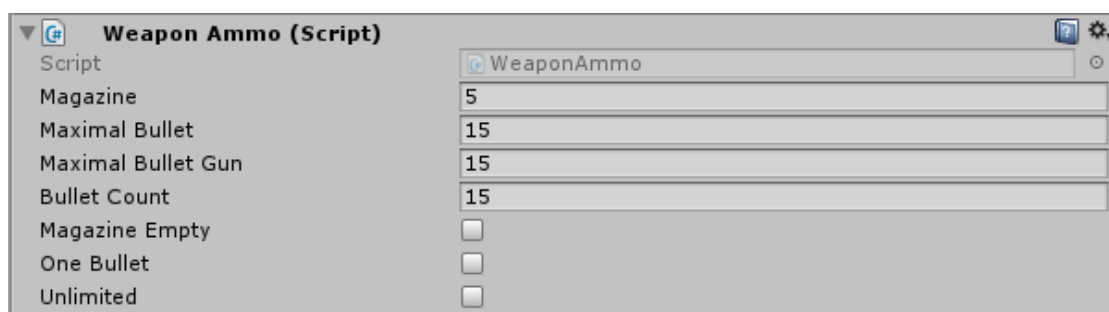 Weapon Ammo (Script)
Script WeaponAmmo
Magazine 5
Maximal Bullet 15
Maximal Bullet Gun 15
Bullet Count 15
Magazine Empty
One Bullet
Unlimited